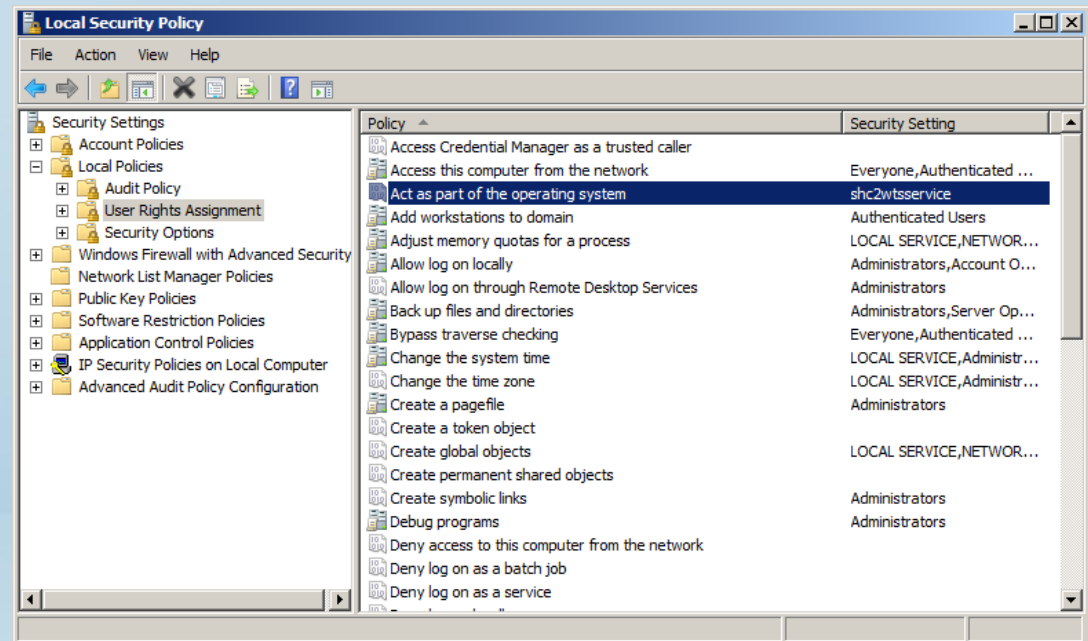 Local Security Policy
File Action View Help
Security Settings
Account Policies
Local Policies
Audit Policy
User Rights Assignment
Security Options
Windows Firewall with Advanced Security
Network List Manager Policies
Public Key Policies
Software Restriction Policies
Application Control Policies
IP Security Policies on Local Computer
Advanced Audit Policy Configuration
Policy Security Setting
Access Credential Manager as a trusted caller
Access this computer from the network Everyone,Authenticated ...
Act as part of the operating system shc2wtsservice
Add workstations to domain Authenticated Users
Adjust memory quotas for a process LOCAL SERVICE,NETWOR...
Allow log on locally Administrators,Account O...
Allow log on through Remote Desktop Services Administrators
Back up files and directories Administrators,Server Op...
Bypass traverse checking Everyone,Authenticated ...
Change the system time LOCAL SERVICE,Administr...
Change the time zone LOCAL SERVICE,Administr...
Create a pagefile Administrators
Create a token object
Create global objects LOCAL SERVICE,NETWOR...
Create permanent shared objects
Create symbolic links Administrators
Debug programs Administrators
Deny access to this computer from the network
Deny log on as a batch job
Deny log on as a service